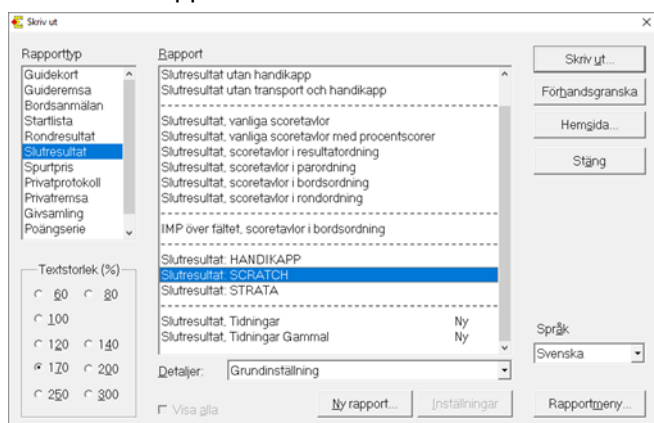 Skriv ut
Rapporttyp
Guidekort
Guideremsa
Bordsanmälan
Startlista
Rondresultat
Slutresultat
Spurtpris
Privatprotokoll
Privatremsa
Givsamling
Poängserie
Textstorlek (%)
60 80
100
120 140
170 200
250 300
Rapport
Slutresultat utan handikapp
Slutresultat utan transport och handikapp
Slutresultat, vanliga scoretavlor
Slutresultat, vanliga scoretavlor med procentscorer
Slutresultat, scoretavlor i resultatordning
Slutresultat, scoretavlor i parordning
Slutresultat, scoretavlor i bordsordning
Slutresultat, scoretavlor i rondordning
IMP över fältet, scoretavlor i bordsordning
Slutresultat: HANDIKAPP
Slutresultat: SCRATCH
Slutresultat: STRATA
Slutresultat, Tidningar Ny
Slutresultat, Tidningar Gammal Ny
Detaljer: Grundinställning
Visa alla
Ny rapport...
Inställningar
Skriv ut...
Förhandsgranska
Hemsida...
Stäng
Språk
Svenska
Rapportmeny...